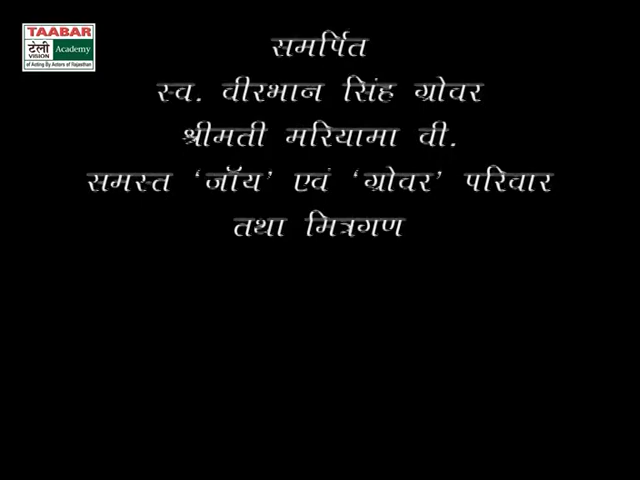 TAABAR
टेली
VISION
Academy
of Acting By Actors of Rajasthan
समर्पित
स्व. वीरभान सिंह ग्रोवर
श्रीमती मरियामा वी.
समस्त ‘जॉय’ एवं ‘ग्रोवर’ परिवार
तथा मित्रगण